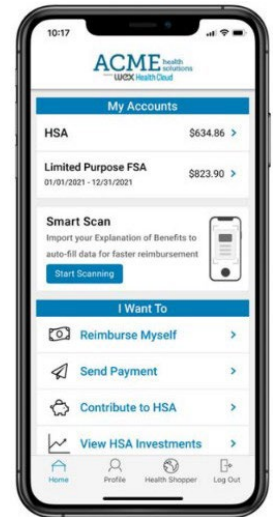 10:17
ACME health solutions
wex Health Cloud
My Accounts
HSA $634.86 >
Limited Purpose FSA
01/01/2021 - 12/31/2021 $823.90 >
Smart Scan
Import your Explanation of Benefits to
auto-fill data for faster reimbursement
Start Scanning
I Want To
Reimburse Myself >
Send Payment >
Contribute to HSA >
View HSA Investments >
Home Profile Health Shopper Log Out